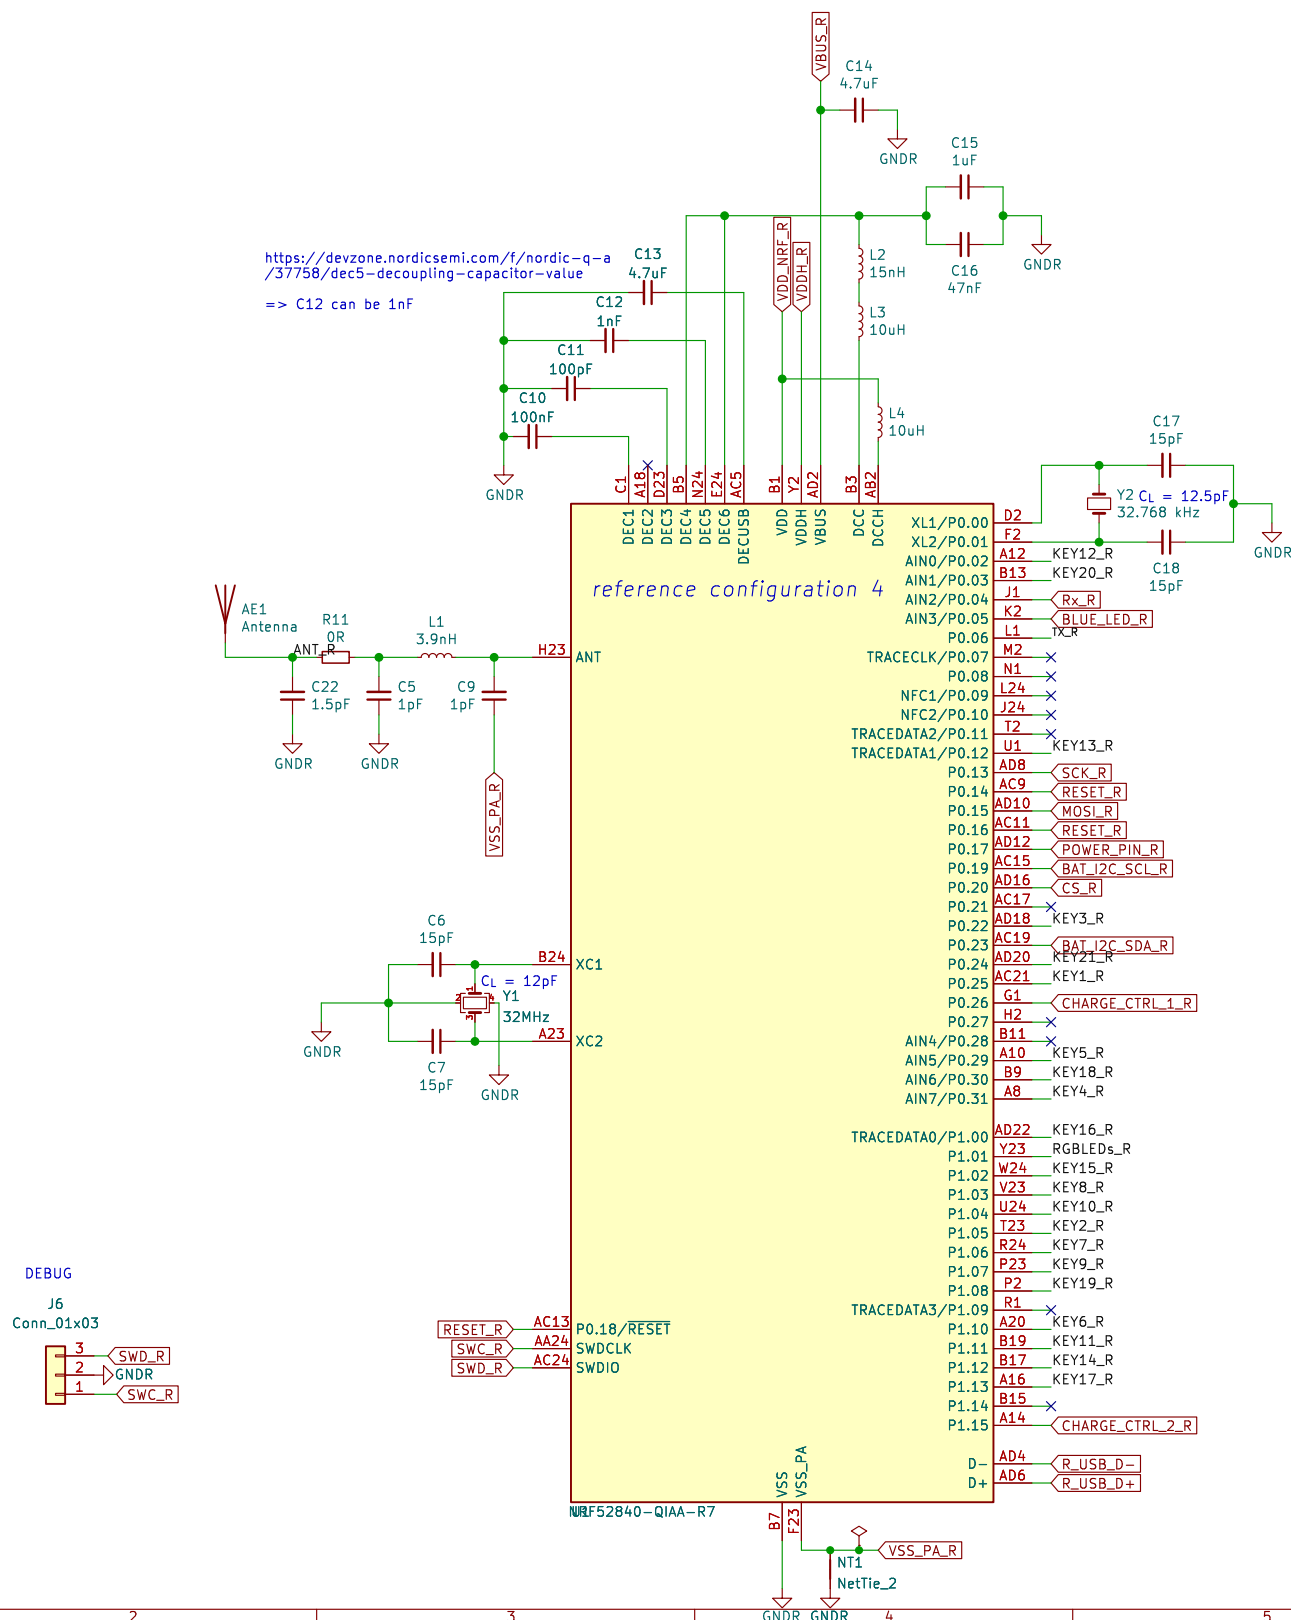 VBUS_R
C14
4.7uF
GNDR
C15
1uF
C16
47nF
GNDR
VDD_NRF_R
VDDH_R
L2
15nH
L3
10uH
L4
10uH
https://devzone.nordicsemi.com/f/nordic-q-a
/37758/dec5-decoupling-capacitor-value
=> C12 can be 1nF
C13
4.7uF
C12
1nF
C11
100pF
C10
100nF
GNDR
C1
A18
D23
B5
N24
E24
AC5
B1
Y2
AD2
B3
AB2
DEC1
DEC2
DEC3
DEC4
DEC5
DEC6
DECUSB
VDD
VDDH
VBUS
DCC
DCCH
reference configuration 4
C17
15pF
Y2 CL = 12.5pF
32.768 kHz
C18
15pF
GNDR
XL1/P0.00 D2
XL2/P0.01 F2
AIN0/P0.02 A12 KEY12_R
AIN1/P0.03 B13 KEY20_R
AIN2/P0.04 J1 Rx_R
AIN3/P0.05 K2 BLUE_LED_R
P0.06 L1 TX_R
TRACECLK/P0.07 M2
P0.08 N1
NFC1/P0.09 L24
NFC2/P0.10 J24
TRACEDATA2/P0.11 T2
TRACEDATA1/P0.12 U1 KEY13_R
P0.13 AD8 SCK_R
P0.14 AC9 RESET_R
P0.15 AD10 MOSI_R
P0.16 AC11 RESET_R
P0.17 AD12 POWER_PIN_R
P0.19 AC15 BAT_I2C_SCL_R
P0.20 AD16 CS_R
P0.21 AC17
P0.22 AD18 KEY3_R
P0.23 AC19 BAT_I2C_SDA_R
P0.24 AD20 KEY21_R
P0.25 AC21 KEY1_R
P0.26 G1 CHARGE_CTRL_1_R
P0.27 H2
AIN4/P0.28 B11
AIN5/P0.29 A10 KEY5_R
AIN6/P0.30 B9 KEY18_R
AIN7/P0.31 A8 KEY4_R
TRACEDATA0/P1.00 AD22 KEY16_R
P1.01 Y23 RGBLEDs_R
P1.02 W24 KEY15_R
P1.03 V23 KEY8_R
P1.04 U24 KEY10_R
P1.05 T23 KEY2_R
P1.06 R24 KEY7_R
P1.07 P23 KEY9_R
P1.08 P2 KEY19_R
TRACEDATA3/P1.09 R1
P1.10 A20 KEY6_R
P1.11 B19 KEY11_R
P1.12 B17 KEY14_R
P1.13 A16 KEY17_R
P1.14 B15
P1.15 A14 CHARGE_CTRL_2_R
D- AD4 R_USB_D-
D+ AD6 R_USB_D+
AE1
Antenna
ANT_R
R11
0R
L1
3.9nH
H23 ANT
C22
1.5pF
C5
1pF
C9
1pF
GNDR
GNDR
VSS_PA_R
C6
15pF
B24 XC1
CL = 12pF
1
2
3
4
Y1
32MHz
A23 XC2
C7
15pF
GNDR
GNDR
RESET_R AC13 P0.18/RESET
SWC_R AA24 SWDCLK
SWD_R AC24 SWDIO
DEBUG
J6
Conn_01x03
3 SWD_R
2 GNDR
1 SWC_R
VSS
VSS_PA
B7
F23
NRF52840-QIAA-R7
VSS_PA_R
NT1
NetTie_2
GNDR
GNDR
2
3
4
5